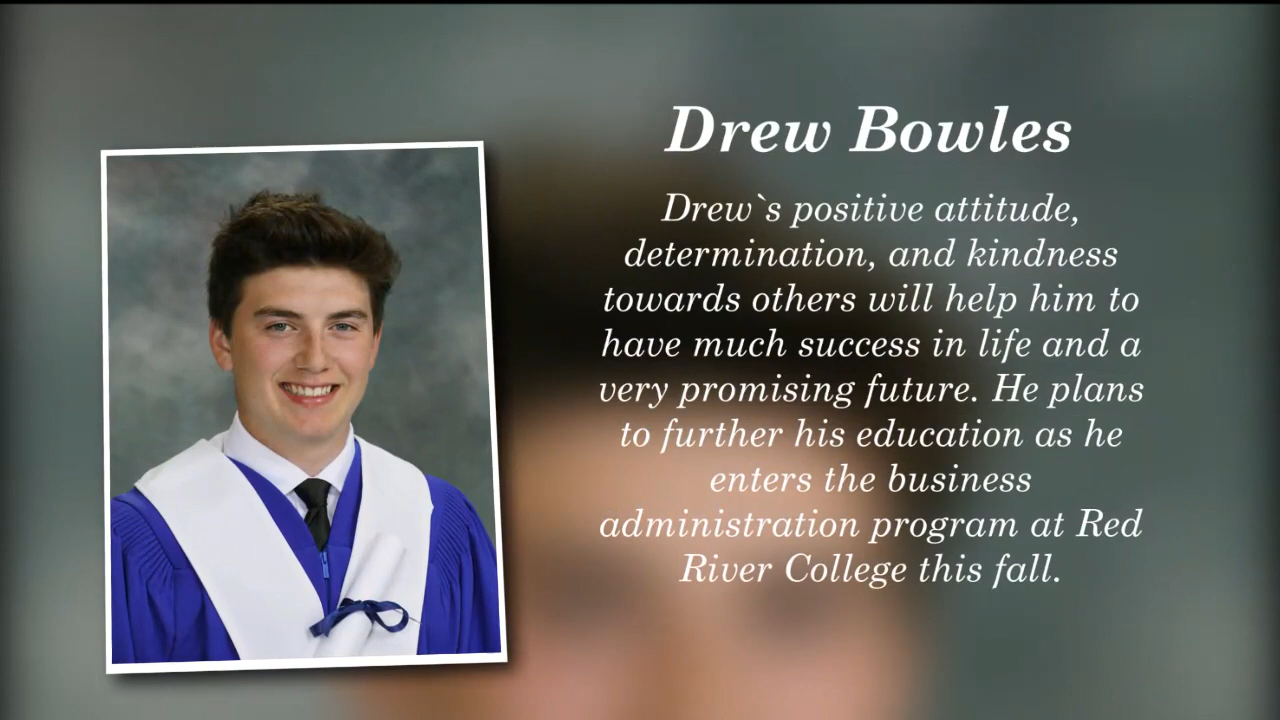 Drew Bowles
Drew`s positive attitude,
determination, and kindness
towards others will help him to
have much success in life and a
very promising future. He plans
to further his education as he
enters the business
administration program at Red
River College this fall.